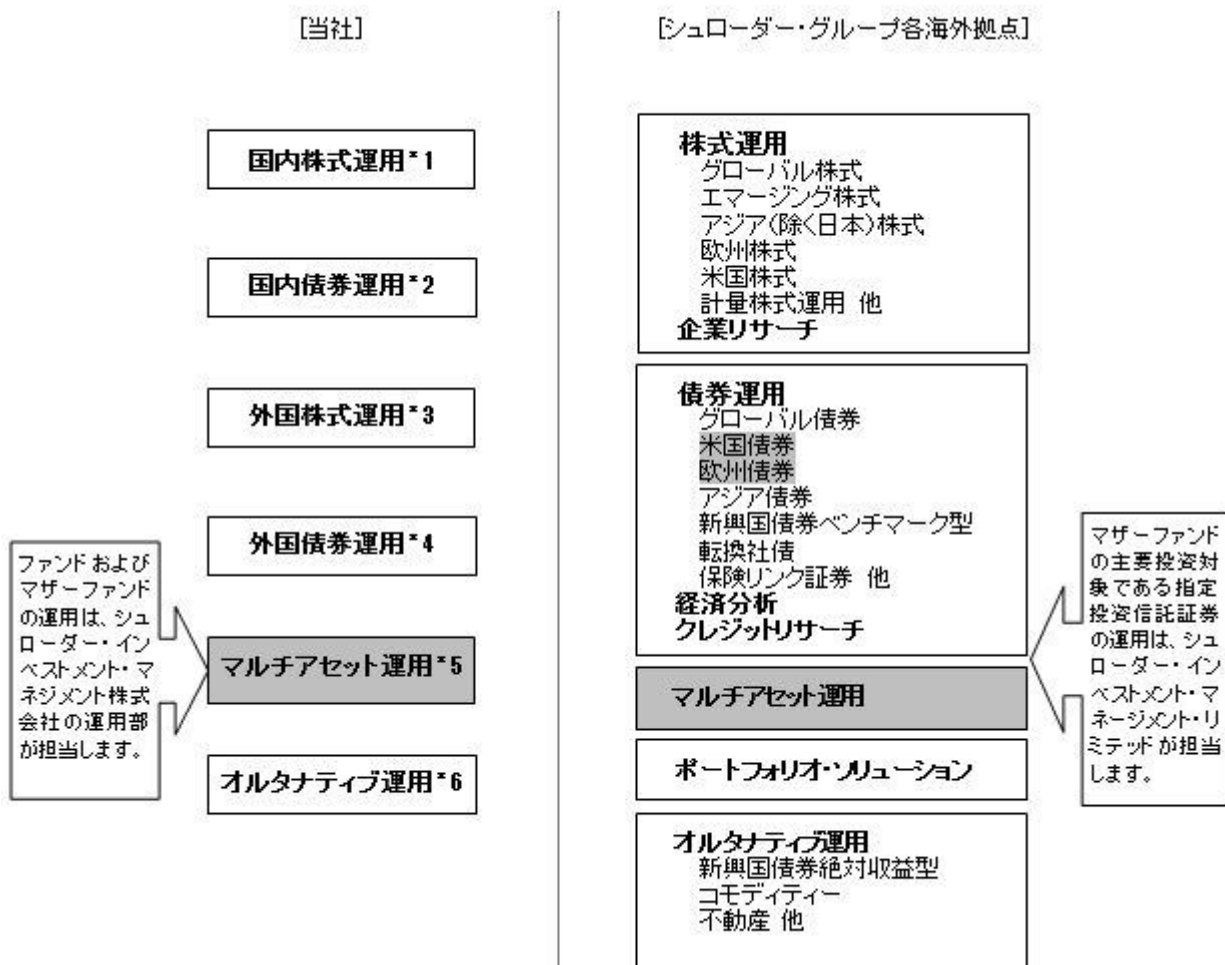 [当社]
[シュローダー・グループ各海外拠点]
国内株式運用*1
国内債券運用*2
外国株式運用*3
外国債券運用*4
マルチアセット運用*5
オルタナティブ運用*6
ファンド および
マザーファンド
の運用は、シュ
ローダー・イン
ベストメント・マ
ネジメント株式
会社の運用部
が担当します。
株式運用
グローバル株式
エマージング株式
アジア(除く日本)株式
欧州株式
米国株式
計量株式運用 他
企業リサーチ
債券運用
グローバル債券
米国債券
欧州債券
アジア債券
新興国債券ベンチマーク型
転換社債
保険リンク証券 他
経済分析
クレジットリサーチ
マルチアセット運用
ポートフォリオ・ソリューション
オルタナティブ運用
新興国債券絶対収益型
コモディティー
不動産 他
マザーファンド
の主要投資対
象である指定
投資信託証券
の運用は、シュ
ローダー・イン
ベストメント・マ
ネージメント・リ
ミテッド が担当
します。